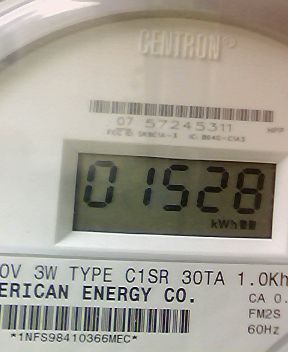 CENTRON®
07 57245311 HPP
01528
kWh
0V 3W TYPE C1SR 30TA 1.0Kh
ERICAN ENERGY CO. CA 0.
FM2S
60Hz
*1NFS98410366MEC*